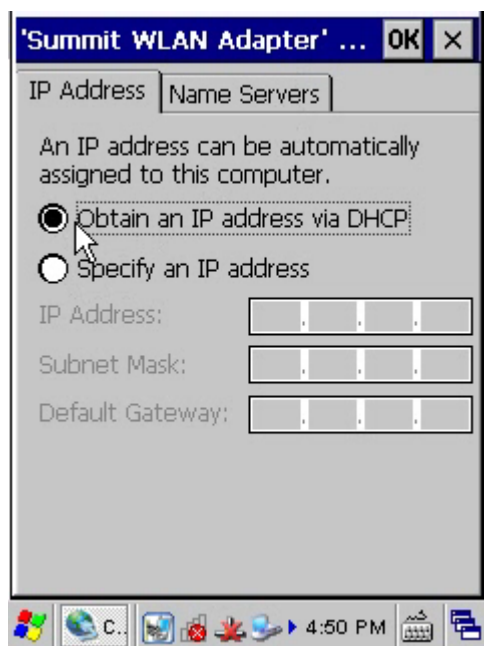 'Summit WLAN Adapter' ... OK ×
IP Address Name Servers
An IP address can be automatically
assigned to this computer.
Obtain an IP address via DHCP
Specify an IP address
IP Address:
Subnet Mask:
Default Gateway:
C.. 4:50 PM